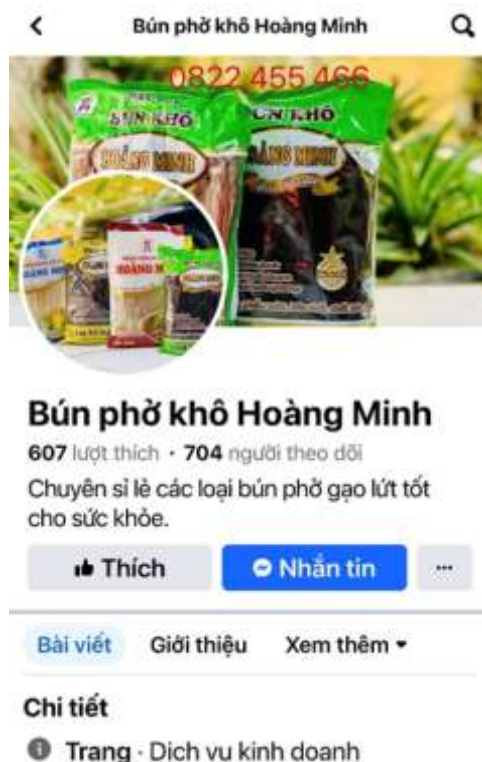 Bún phở khô Hoàng Minh
0822 455 466
BÚN KHÔ
HOÀNG MINH
BÚN KHÔ
HOÀNG MINH
Bún phở khô Hoàng Minh
607 lượt thích · 704 người theo dõi
Chuyên sỉ lẻ các loại bún phở gạo lứt tốt
cho sức khỏe.
Thích
Nhắn tin
Bài viết
Giới thiệu
Xem thêm
Chi tiết
Trang · Dịch vụ kinh doanh